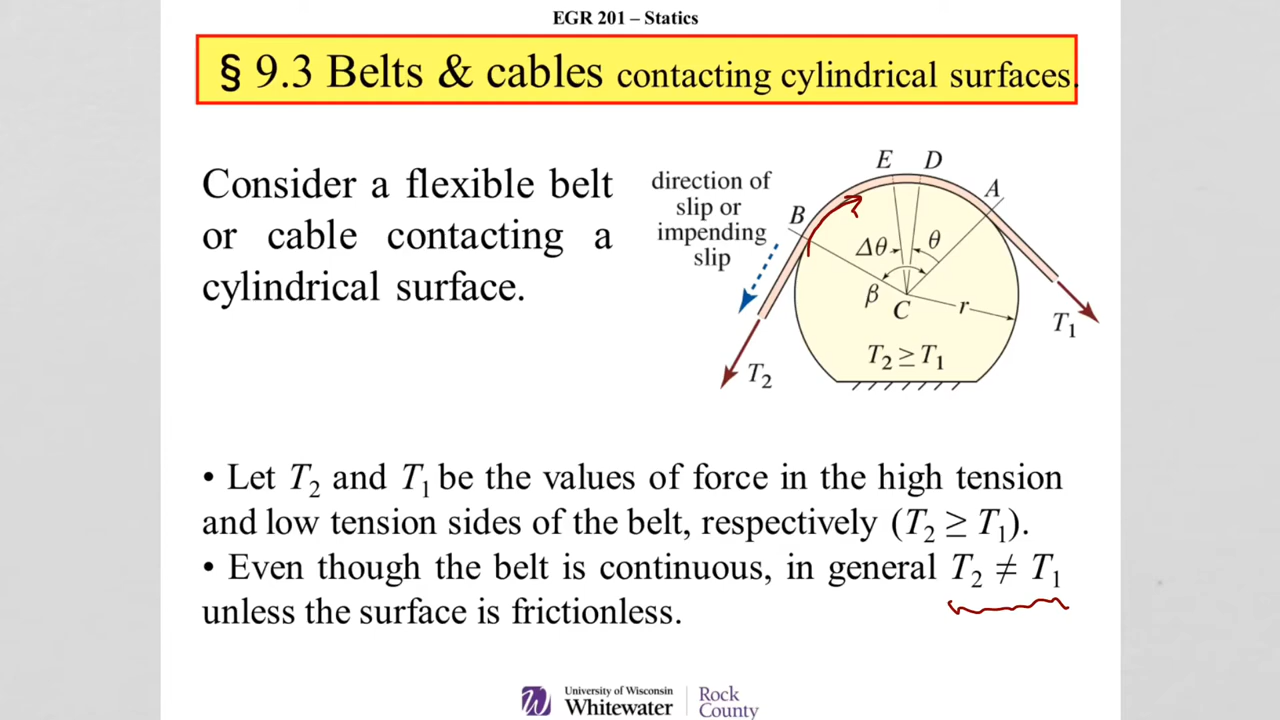 EGR 201 – Statics
§ 9.3 Belts & cables contacting cylindrical surfaces.
Consider a flexible belt
or cable contacting a
cylindrical surface.
direction of
slip or
impending
slip
E D
B
A
Δθ
θ
β
C
r
T₂ ≥ T₁
T₂
T₁
• Let T₂ and T₁ be the values of force in the high tension
and low tension sides of the belt, respectively (T₂ ≥ T₁).
• Even though the belt is continuous, in general T₂ ≠ T₁
unless the surface is frictionless.
University of Wisconsin
Whitewater
Rock
County